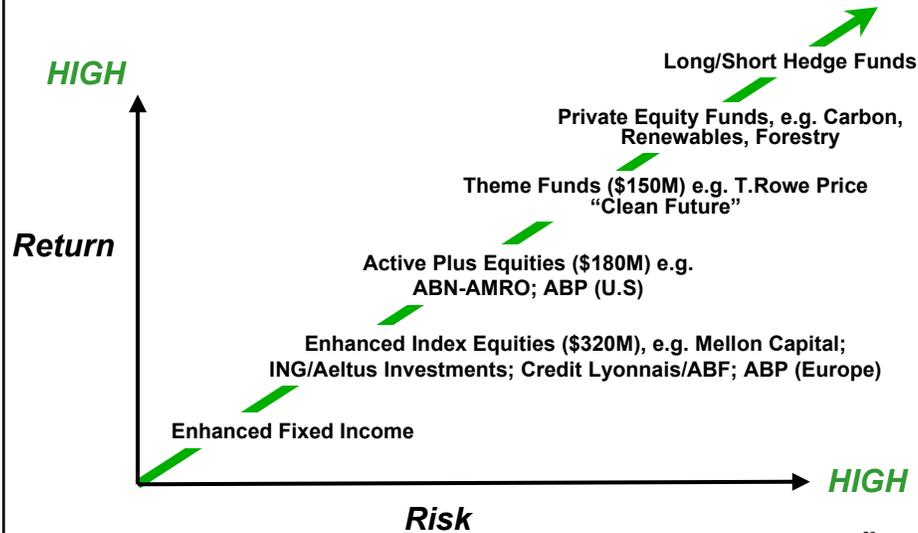 HIGH
Long/Short Hedge Funds
Private Equity Funds, e.g. Carbon,
Renewables, Forestry
Theme Funds ($150M) e.g. T.Rowe Price
“Clean Future”
Return
Active Plus Equities ($180M) e.g.
ABN-AMRO; ABP (U.S)
Enhanced Index Equities ($320M), e.g. Mellon Capital;
ING/Aeltus Investments; Credit Lyonnais/ABF; ABP (Europe)
Enhanced Fixed Income
HIGH
Risk